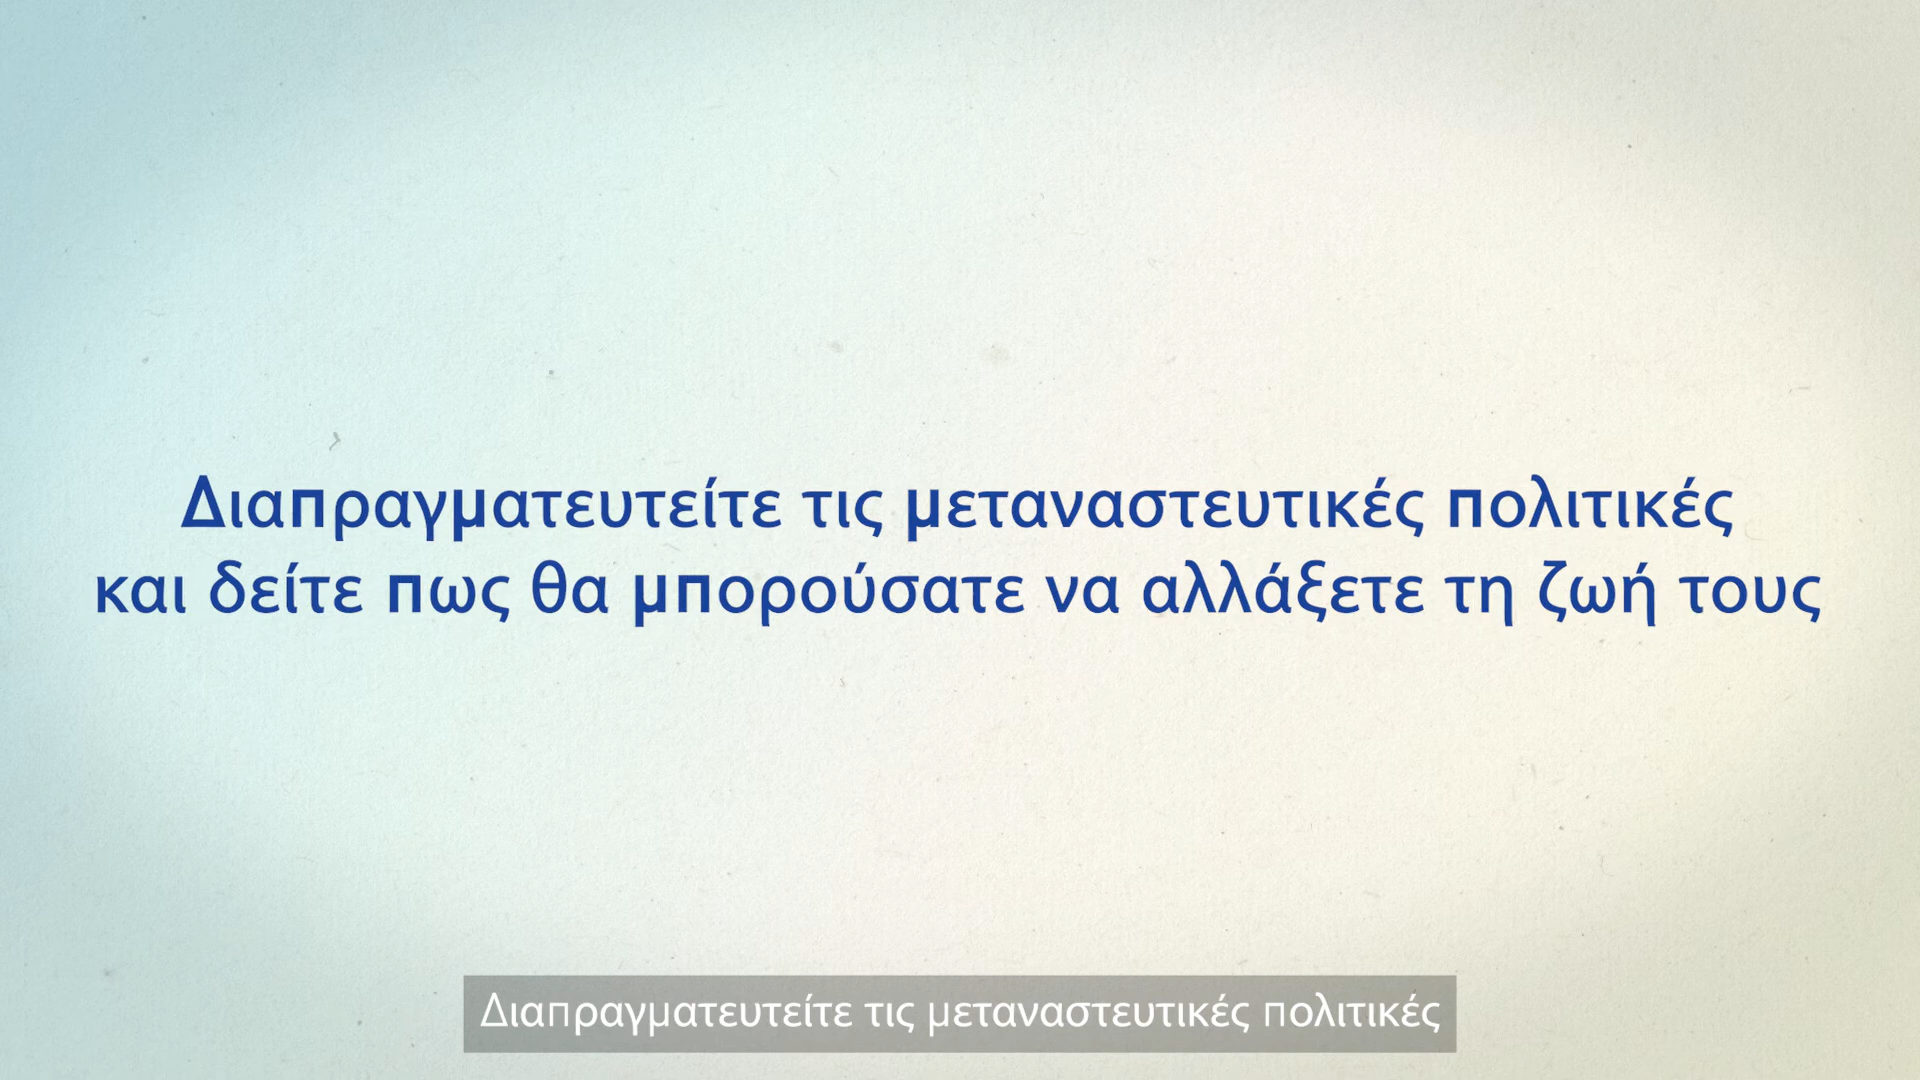 Διαπραγματευτείτε τις μεταναστευτικές πολιτικές
και δείτε πως θα μπορούσατε να αλλάξετε τη ζωή τους
Διαπραγματευτείτε τις μεταναστευτικές πολιτικές